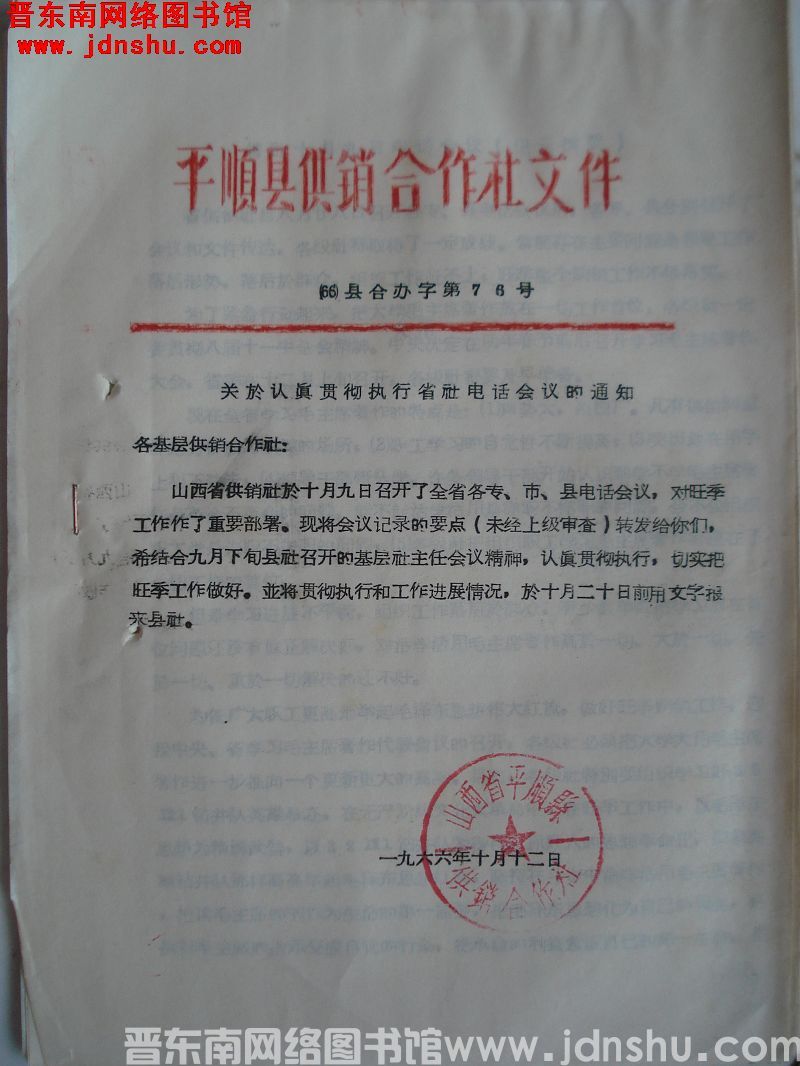 晋东南网络图书馆
www.jdnshu.com
平順县供销合作社文件
(66)县合办字第76号
关於认眞贯彻执行省社电话会议的通知
各基层供销合作社:
山西省供销社於十月九日召开了全省各专、市、县电话会议，对旺季
工作作了重要部署。现将会议记录的要点（未经上级审查）转发给你们，
希结合九月下旬县社召开的基层社主任会议精神，认眞贯彻执行，切实把
旺季工作做好。並将贯彻执行和工作进展情况，於十月二十日前用文字报
来县社。
山西省平順縣
供销合作社
一九六六年十月十二日
晋东南网络图书馆www.jdnshu.com